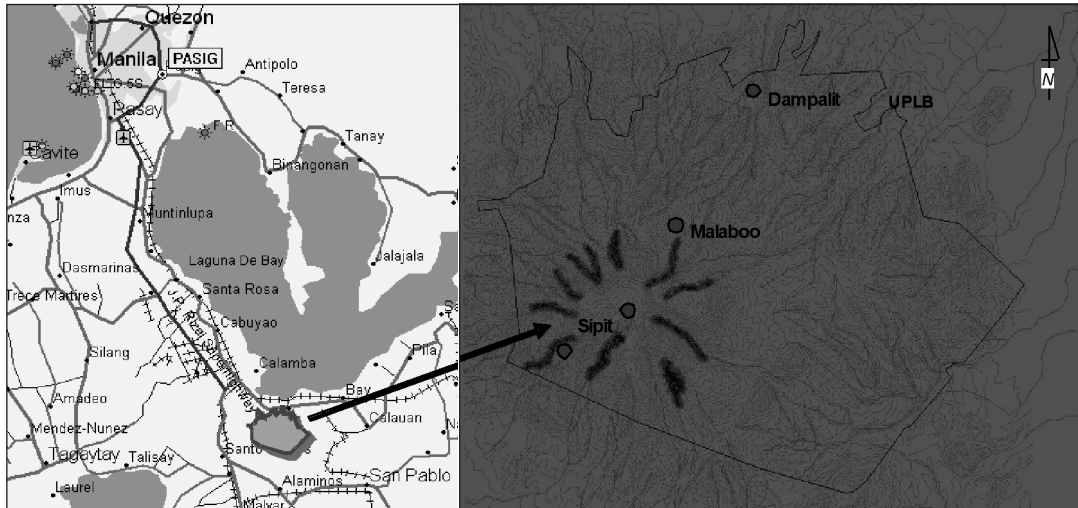 Quezon
Manila
PASIG
Antipolo
Teresa
Pasay
Tanay
Cavite
Binangonan
Imus
Muntinlupa
Laguna De Bay
Jalajala
Dasmarinas
Santa Rosa
Trece Martires
Cabuyao
Silang
Calamba
Pila
Bay
Amadeo
Calauan
Mendez-Nunez
Santo
Tagaytay
Talisay
San Pablo
Alaminos
Laurel
Malvar
Dampalit
UPLB
N
Malaboo
Sipit